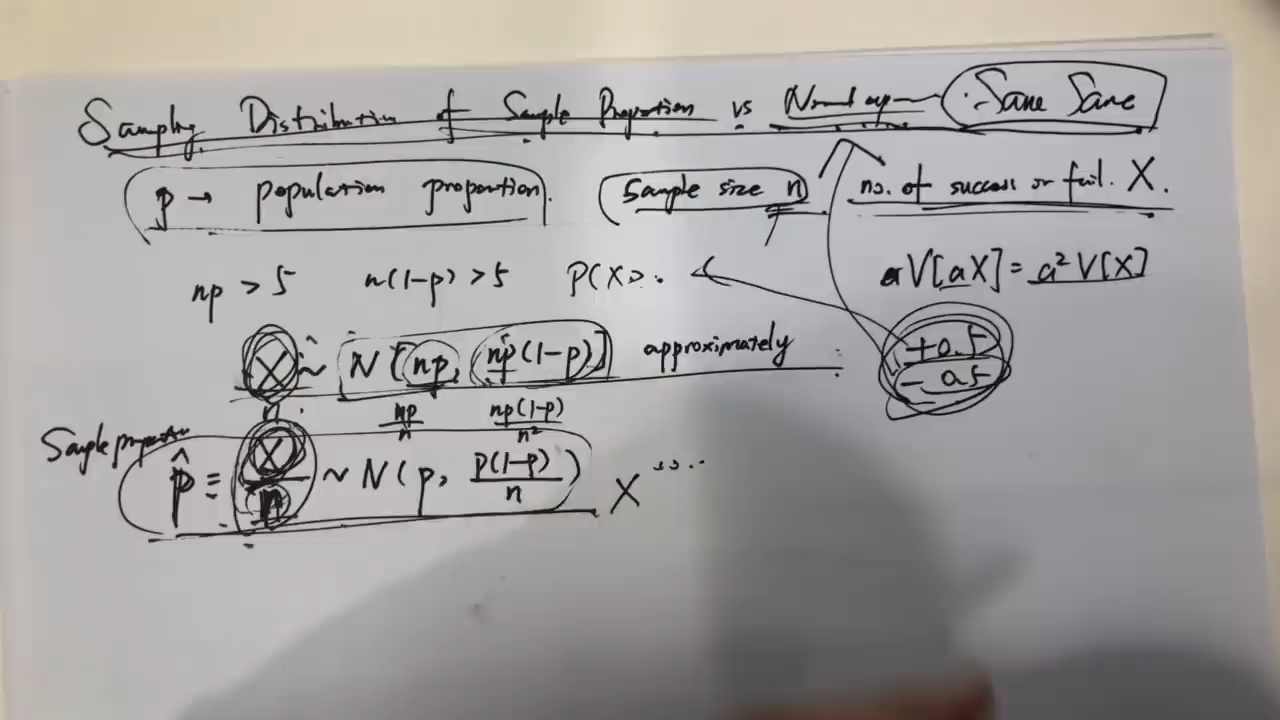 Sampling Distribution of Sample Proportion vs Normal app .Same Same
p → population proportion. Sample size n no. of success or fail. X.
np > 5 n(1-p) > 5 P(X>. aV[aX] = a²V[X]
X ~ N[np, np(1-p)] approximately +0.5
- 0.5
np/n np(1-p)/n²
Sample proportion
p̂ ≡ X/n ~ N(p, p(1-p)/n) X